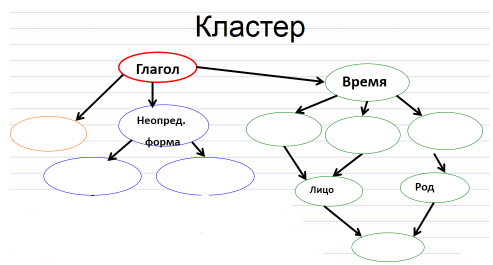 Кластер
Глагол
Время
Неопред.
форма
Лицо
Род